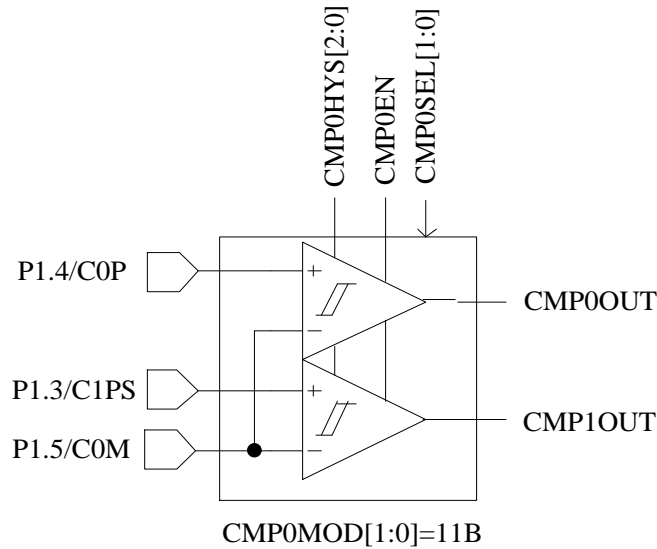 CMP0HYS[2:0]
CMP0EN
CMP0SEL[1:0]
P1.4/C0P
+
−
CMP0OUT
P1.3/C1PS
+
CMP1OUT
P1.5/C0M
−
CMP0MOD[1:0]=11B